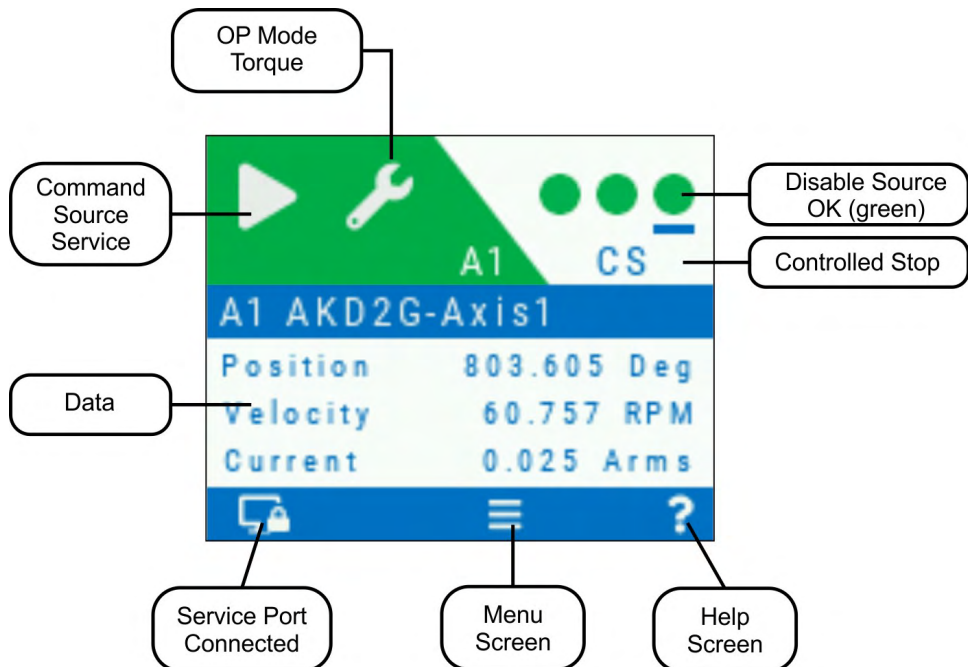 OP Mode
Torque
Command
Source
Service
Disable Source
OK (green)
A1
CS
Controlled Stop
A1 AKD2G-Axis1
Position 803.605 Deg
Data
Velocity 60.757 RPM
Current 0.025 Arms
?
Service Port
Connected
Menu
Screen
Help
Screen